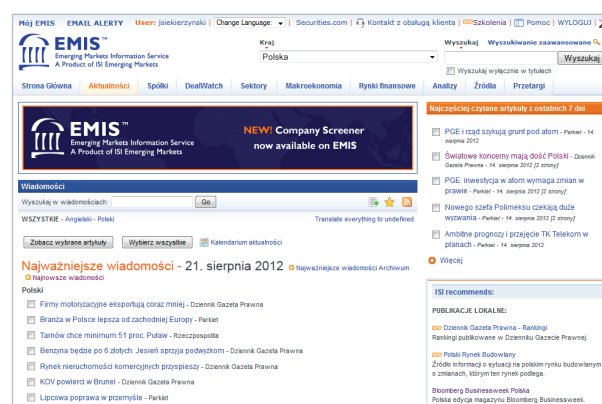 Mój EMIS EMAIL ALERTY User: jsiekierzynski | Change Language: | Securities.com | Kontakt z obsługą klienta | Szkolenia | Pomoc | WYLOGUJ |
EMIS™
Emerging Markets Information Service
A Product of ISI Emerging Markets
Kraj
Polska
Wyszukaj Wyszukiwanie zaawansowane
Wyszukaj
Wyszukaj wyłącznie w tytułach
Strona Główna Aktualności Spółki DealWatch Sektory Makroekonomia Rynki finansowe Analizy Źródła Przetargi
EMIS™
Emerging Markets Information Service
A Product of ISI Emerging Markets
NEW! Company Screener
now available on EMIS
Wiadomości
Wyszukaj w wiadomościach: Go
WSZYSTKIE - Angielski - Polski Translate everything to undefined
Zobacz wybrane artykuły Wybierz wszystkie Kalendarium aktualności
Najważniejsze wiadomości - 21. sierpnia 2012 Najważniejsze wiadomości Archiwum
Najnowsze wiadomości
Polski
Firmy motoryzacyjne eksportują coraz mniej - Dziennik Gazeta Prawna
Branża w Polsce lepsza od zachodniej Europy - Parkiet
Tarnów chce minimum 51 proc. Puław - Rzeczpospolita
Benzyna będzie po 6 złotych. Jesień sprzyja podwyżkom - Dziennik Gazeta Prawna
Rynek nieruchomości komercyjnych przyspieszy - Dziennik Gazeta Prawna
KOV powierci w Brunei - Dziennik Gazeta Prawna
Lipcowa poprawa w przemyśle - Parkiet
Najczęściej czytane artykuły z ostatnich 7 dni
PGE i rząd szykują grunt pod atom - Parkiet - 14.
sierpnia 2012
Światowe koncerny mają dość Polski - Dziennik
Gazeta Prawna - 14. sierpnia 2012 [2 strony]
PGE: inwestycja w atom wymaga zmian w
prawie - Parkiet - 14. sierpnia 2012 [2 strony]
Nowego szefa Polimeksu czekają duże
wyzwania - Parkiet - 14. sierpnia 2012 [2 strony]
Ambitne prognozy i przejęcie TK Telekom w
planach - Parkiet - 14. sierpnia 2012
Więcej
ISI recommends:
PUBLIKACJE LOKALNE:
Dziennik Gazeta Prawna - Rankingi
Rankingi publikowane w Dzienniku Gazecie Prawnej.
Polski Rynek Budowlany
Źródło informacji o sytuacji na polskim rynku budowlanym
o zmianach, którym ten rynek podlega.
Bloomberg Businessweek Polska
Polska edycja magazynu Bloomberg Businessweek.